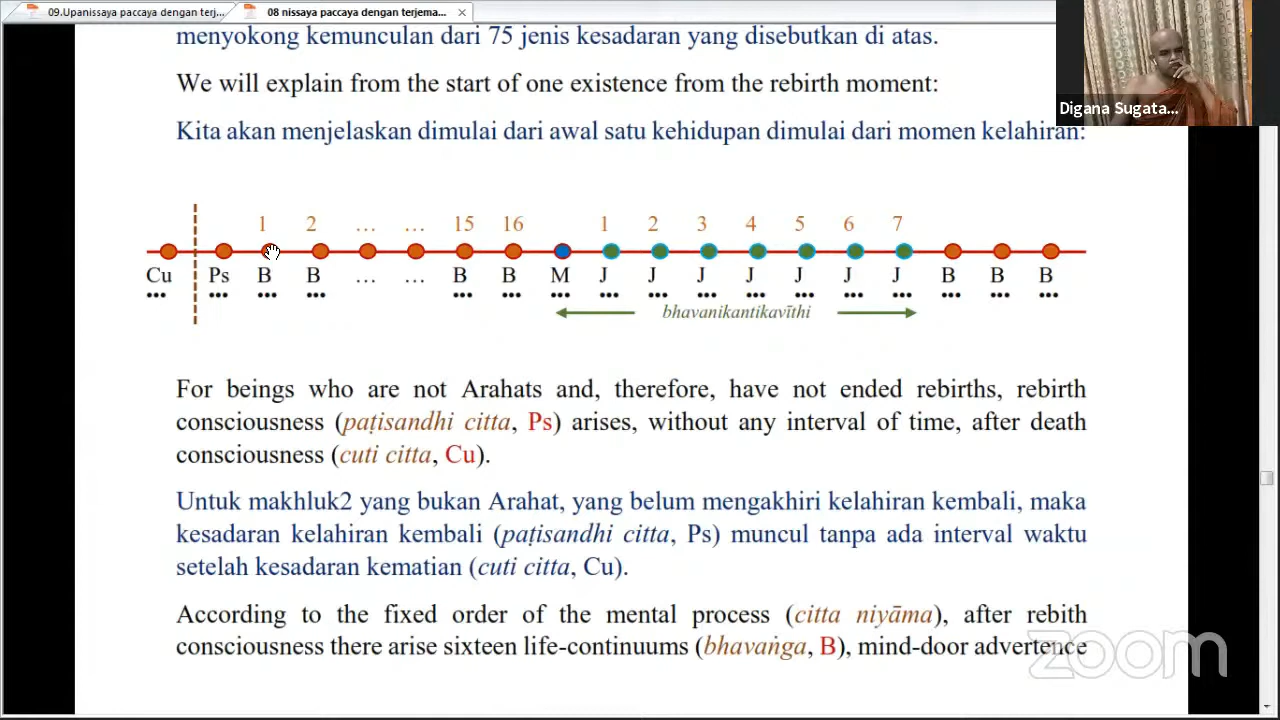 09.Upanissaya paccaya dengan terj... × 08 nissaya paccaya dengan terjema... ×
menyokong kemunculan dari 75 jenis kesadaran yang disebutkan di atas.
We will explain from the start of one existence from the rebirth moment:
Digana Sugata...
Kita akan menjelaskan dimulai dari awal satu kehidupan dimulai dari momen kelahiran:
1 2 ... ... 15 16 1 2 3 4 5 6 7
Cu Ps B B ... ... B B M J J J J J J J B B B
••• ••• ••• ••• ••• ••• ••• ••• ••• ••• ••• ••• ••• ••• ••• ••• •••
bhavanikantikavīthi
For beings who are not Arahats and, therefore, have not ended rebirths, rebirth
consciousness (paṭisandhi citta, Ps) arises, without any interval of time, after death
consciousness (cuti citta, Cu).
Untuk makhluk2 yang bukan Arahat, yang belum mengakhiri kelahiran kembali, maka
kesadaran kelahiran kembali (paṭisandhi citta, Ps) muncul tanpa ada interval waktu
setelah kesadaran kematian (cuti citta, Cu).
According to the fixed order of the mental process (citta niyāma), after rebith
consciousness there arise sixteen life-continuums (bhavaṅga, B), mind-door advertence
zoom